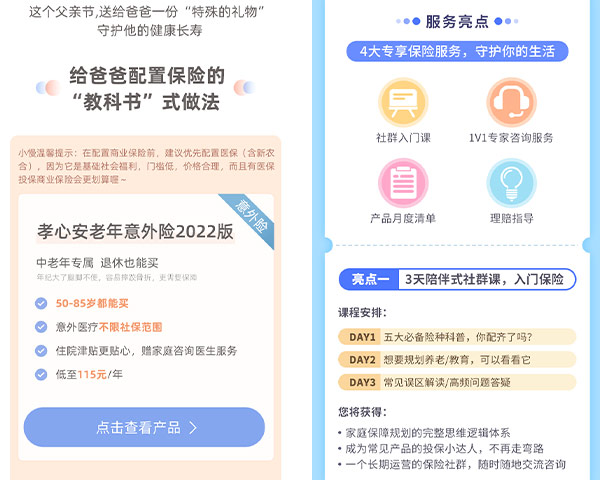 这个父亲节,送给爸爸一份“特殊的礼物”
守护他的健康长寿
给爸爸配置保险的
“教科书”式做法
小慢温馨提示：在配置商业保险前，建议优先配置医保（含新农
合），因为它是基础社会福利，门槛低，价格合理，而且有医保
投保商业保险会更划算喔～
意外险
孝心安老年意外险2022版
中老年专属 退休也能买
年纪大了腿脚不便，容易摔跤骨折，更需要保障
50-85岁都能买
意外医疗不限社保范围
住院津贴更贴心，赠家庭咨询医生服务
低至115元/年
点击查看产品
服务亮点
4大专享保险服务，守护你的生活
社群入门课
1V1专家咨询服务
产品月度清单
理赔指导
亮点一
3天陪伴式社群课，入门保险
课程安排：
DAY1 五大必备险种科普，你配齐了吗？
DAY2 想要规划养老/教育，可以看看它
DAY3 常见误区解读/高频问题答疑
您将获得：
• 家庭保障规划的完整思维逻辑体系
• 成为常见产品的投保小达人，不再走弯路
• 一个长期运营的保险社群，随时随地交流咨询